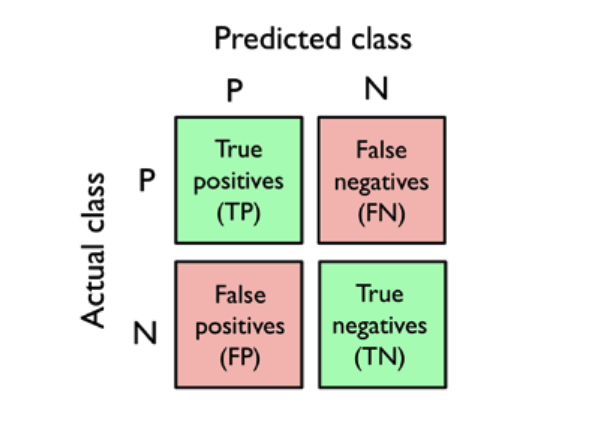 Predicted class
P
N
Actual class
P
True
positives
(TP)
False
negatives
(FN)
N
False
positives
(FP)
True
negatives
(TN)